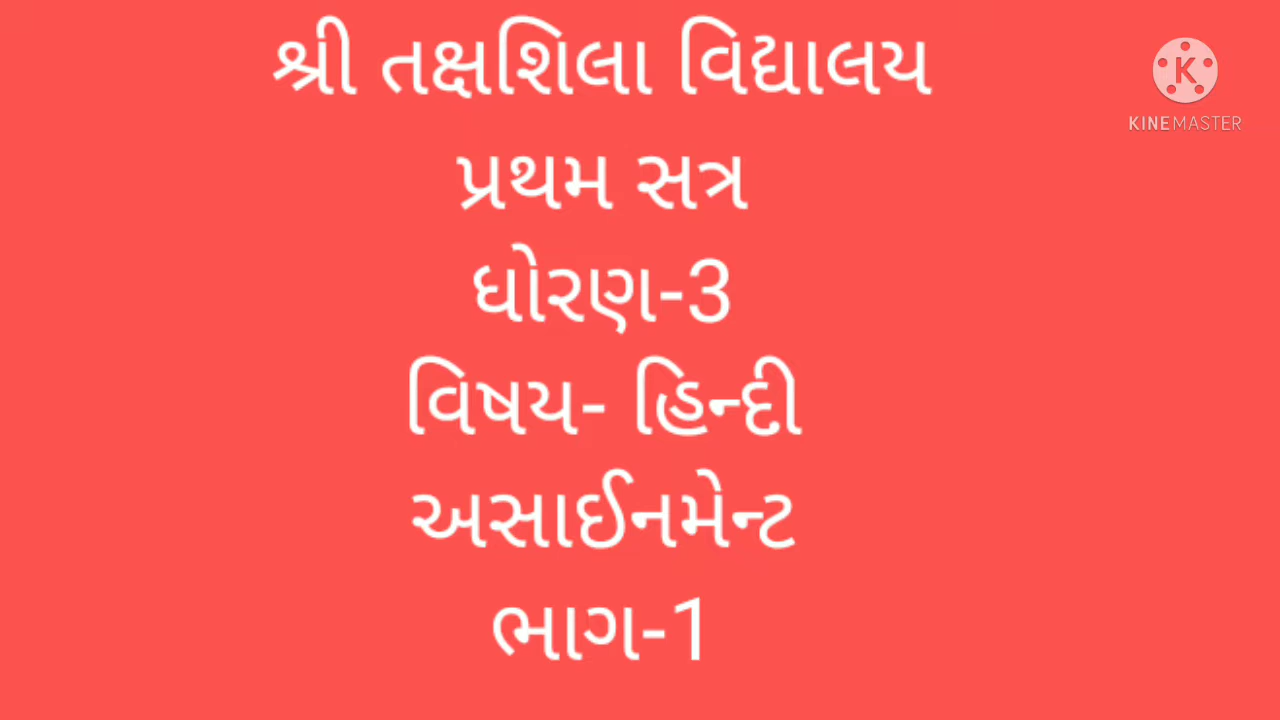 શ્રી તક્ષશિલા વિદ્યાલય
પ્રથમ સત્ર
ધોરણ-3
વિષય- હિન્દી
અસાઈનમેન્ટ
ભાગ-1
K
KINEMASTER